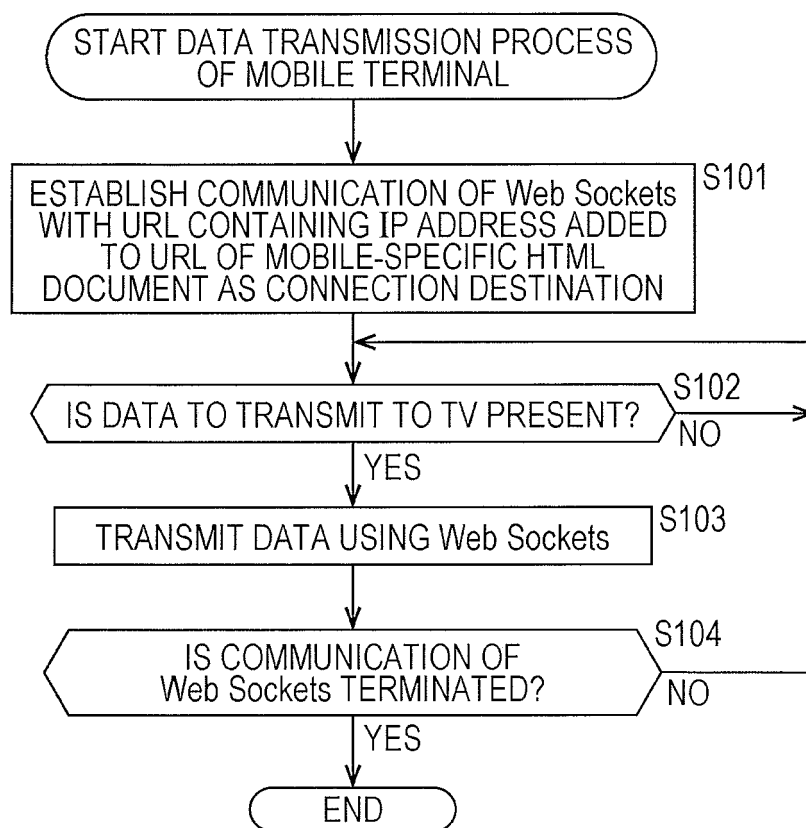 START DATA TRANSMISSION PROCESS
OF MOBILE TERMINAL
S101
ESTABLISH COMMUNICATION OF Web Sockets
WITH URL CONTAINING IP ADDRESS ADDED
TO URL OF MOBILE-SPECIFIC HTML
DOCUMENT AS CONNECTION DESTINATION
S102
IS DATA TO TRANSMIT TO TV PRESENT?
NO
YES
S103
TRANSMIT DATA USING Web Sockets
S104
IS COMMUNICATION OF
Web Sockets TERMINATED?
NO
YES
END